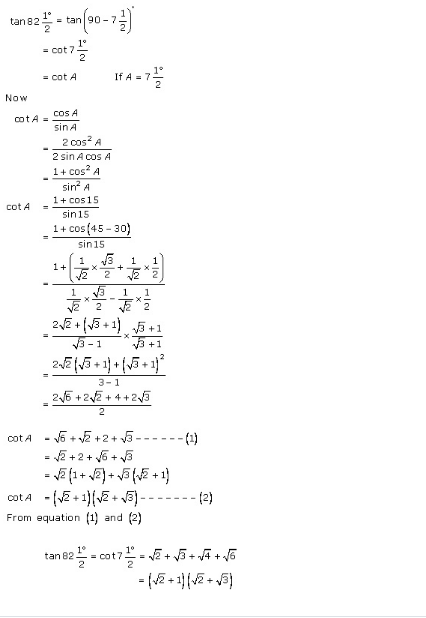 tan 82 1°/2 = tan(90 − 7 1/2)°
= cot 7 1°/2
= cot A If A = 7 1°/2
Now
cot A = cos A / sin A
= 2 cos² A / 2 sin A cos A
= 1 + cos² A / sin² A
cot A = 1 + cos 15 / sin 15
= 1 + cos(45 − 30) / sin 15
= 1 + (1/√2 × √3/2 + 1/√2 × 1/2) / 1/√2 × √3/2 − 1/√2 × 1/2
= 2√2 + (√3 + 1) / √3 − 1 × √3 + 1 / √3 + 1
= 2√2(√3 + 1) + (√3 + 1)² / 3 − 1
= 2√6 + 2√2 + 4 + 2√3 / 2
cot A = √6 + √2 + 2 + √3 − − − − − − (1)
= √2 + 2 + √6 + √3
= √2(1 + √2) + √3(√2 + 1)
cot A = (√2 + 1)(√2 + √3) − − − − − − − (2)
From equation (1) and (2)
tan 82 1°/2 = cot 7 1°/2 = √2 + √3 + √4 + √6
= (√2 + 1)(√2 + √3)